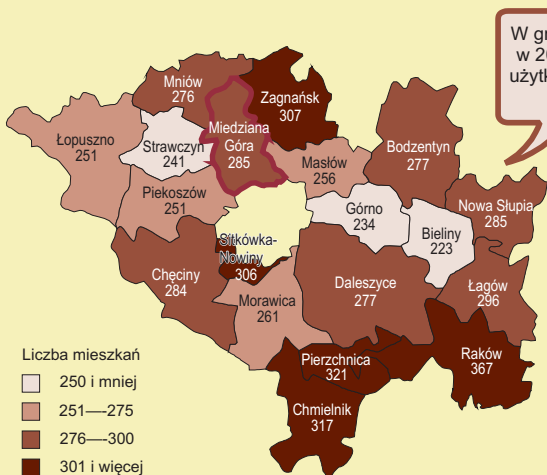 W gr
w 20
użytk
Mniów
276
Zagnańsk
307
Łopuszno
251
Strawczyn
241
Miedziana
Góra
285
Masłów
256
Bodzentyn
277
Piekoszów
251
Górno
234
Nowa Słupia
285
Bieliny
223
Sitkówka-
Nowiny
306
Chęciny
284
Daleszyce
277
Łagów
296
Morawica
261
Pierzchnica
321
Raków
367
Chmielnik
317
Liczba mieszkań
250 i mniej
251—-275
276—-300
301 i więcej